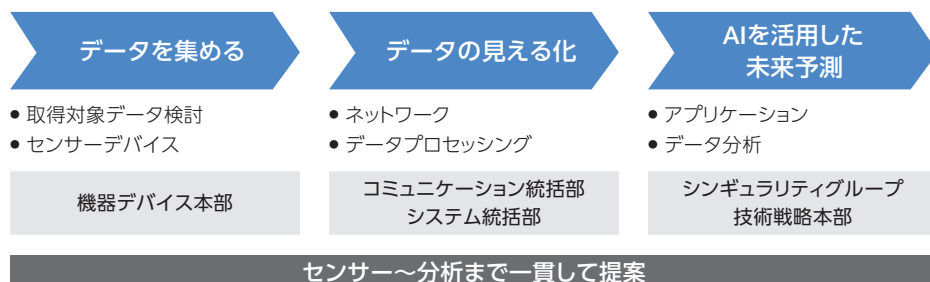 データを集める
データの見える化
AIを活用した
未来予測
● 取得対象データ検討
● センサーデバイス
● ネットワーク
● データプロセッシング
● アプリケーション
● データ分析
機器デバイス本部
コミュニケーション統括部
システム統括部
シンギュラリティグループ
技術戦略本部
センサー～分析まで一貫して提案